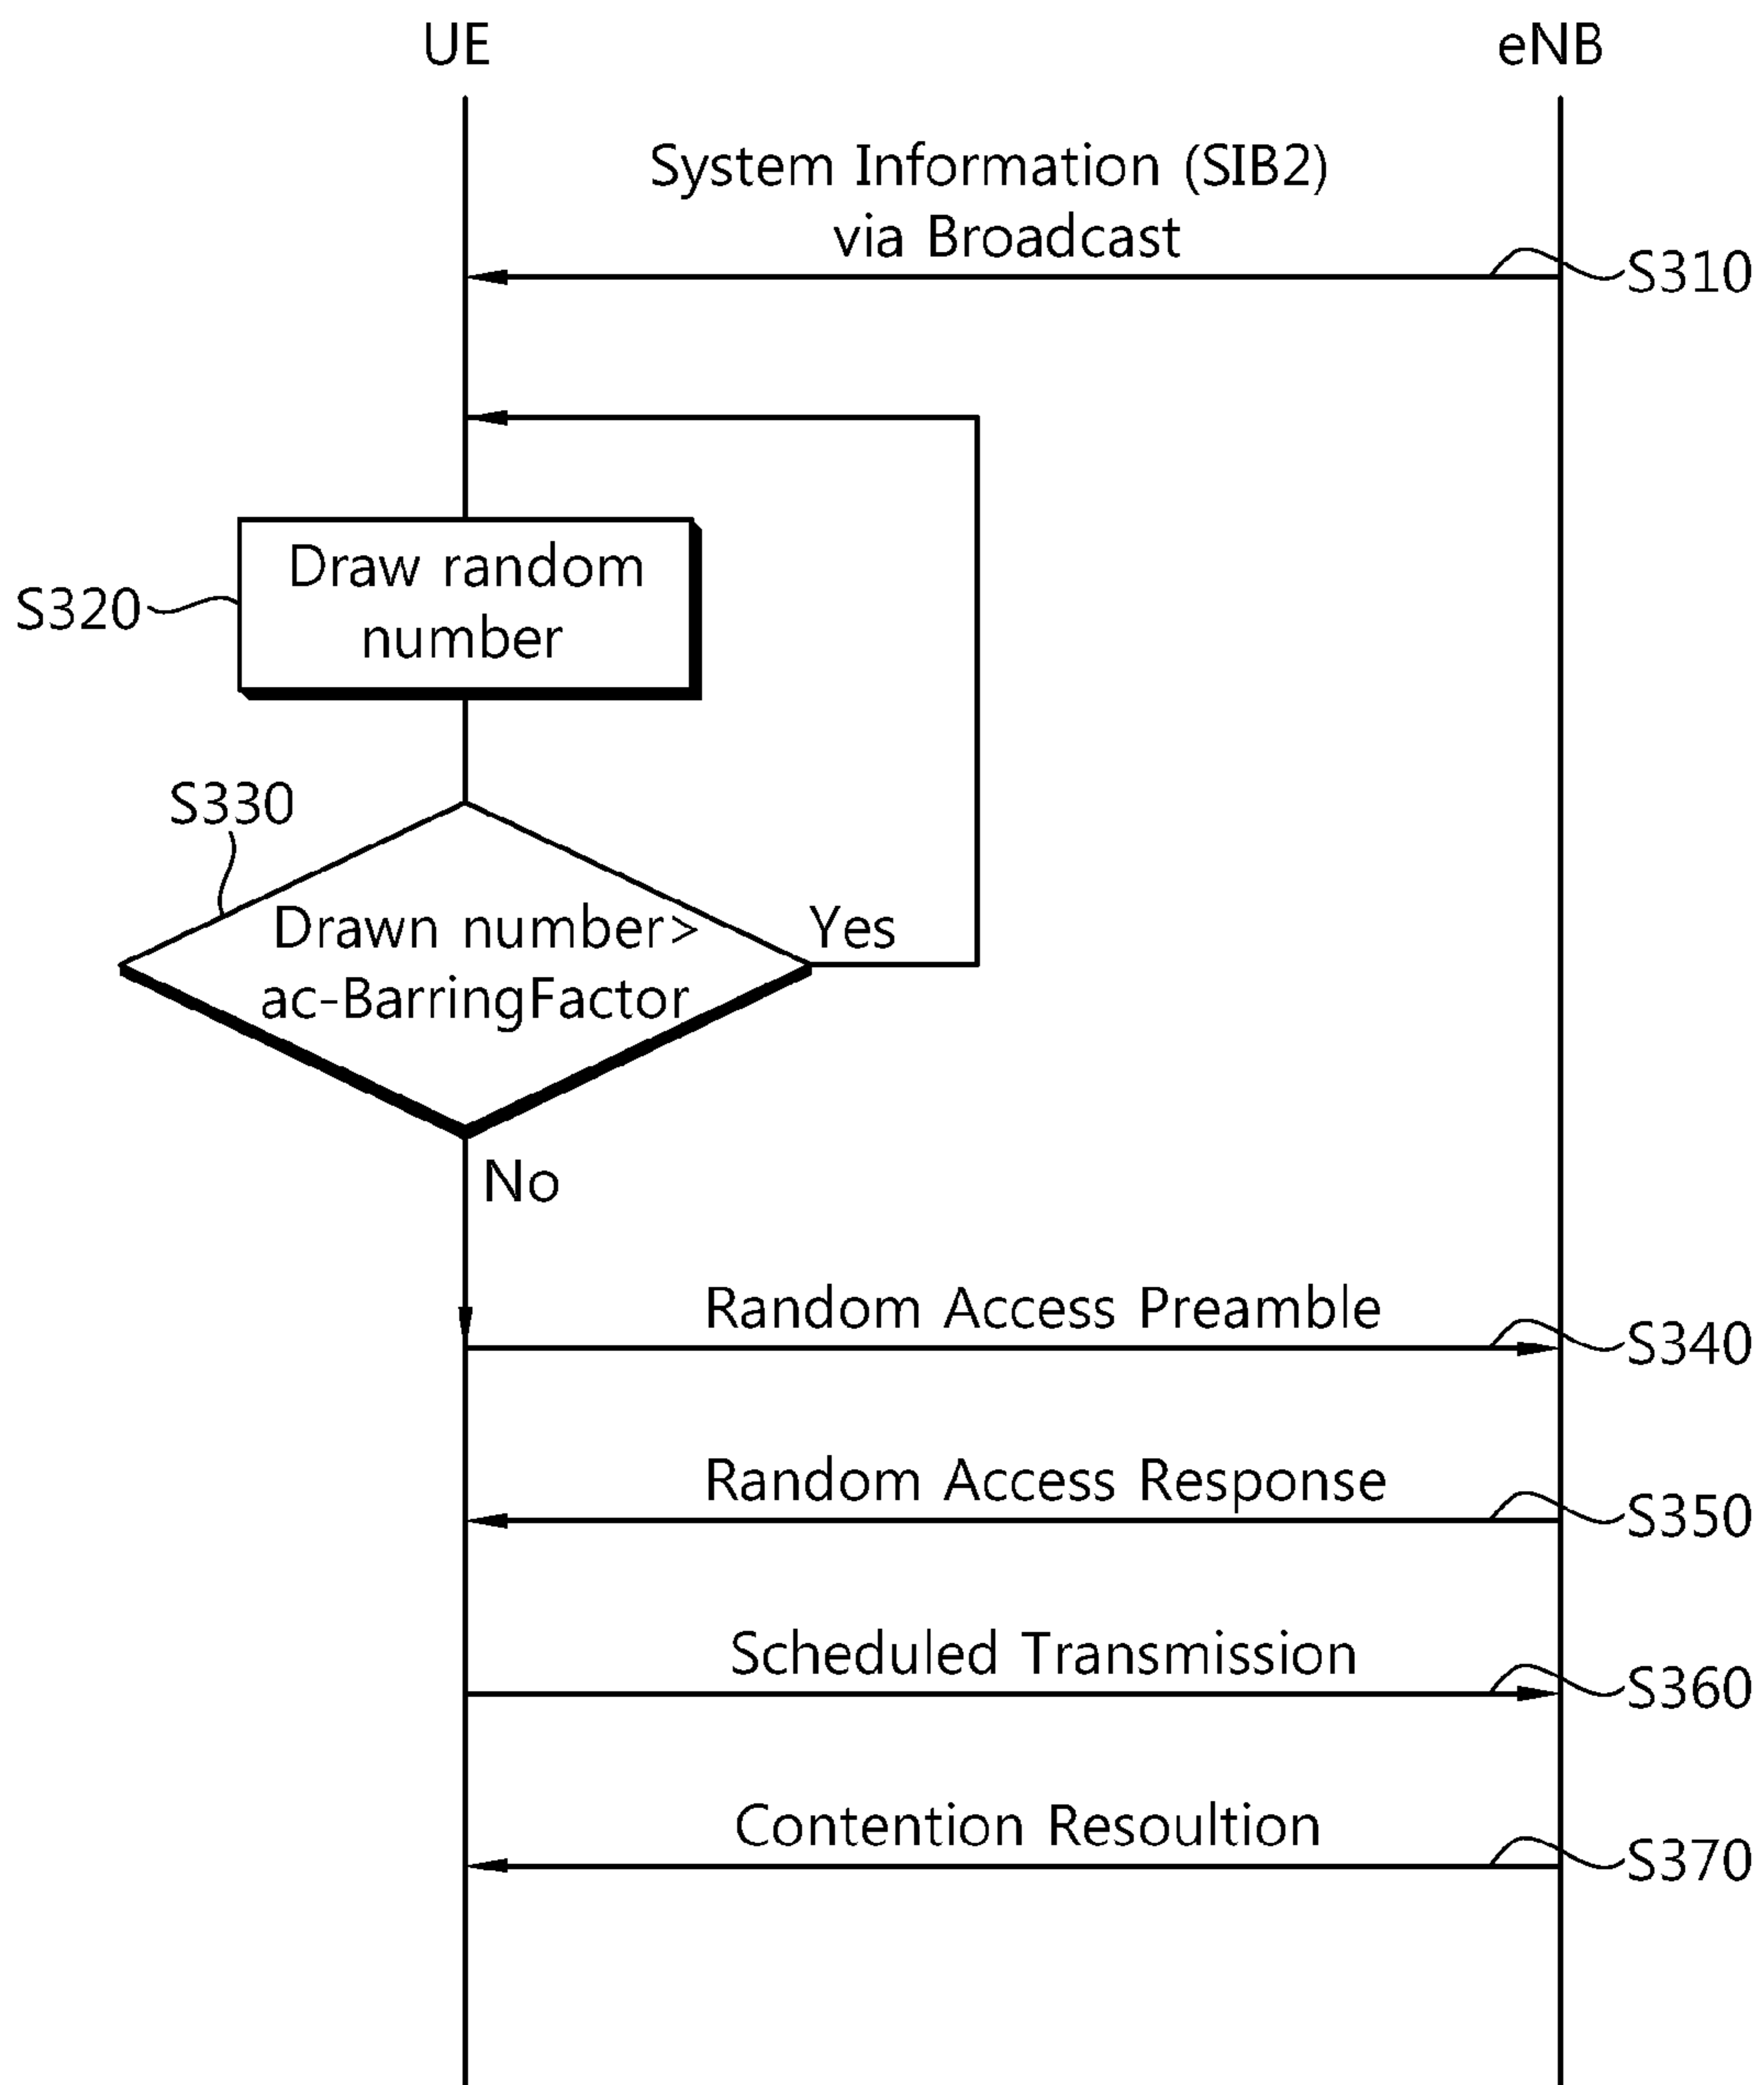 UE
eNB
System Information (SIB2)
via Broadcast
S310
Draw random
number
S320
S330
Drawn number>
ac-BarringFactor
Yes
No
Random Access Preamble
S340
Random Access Response
S350
Scheduled Transmission
S360
Contention Resoultion
S370